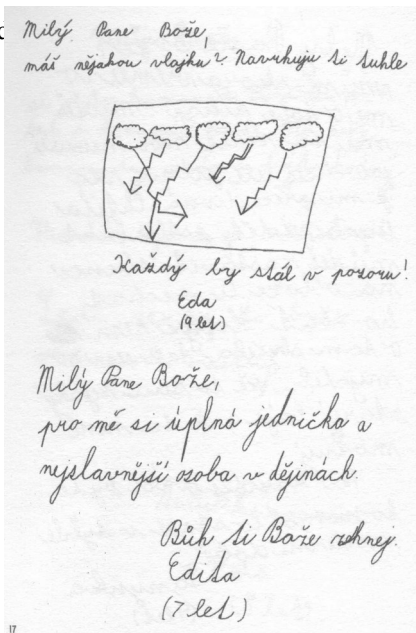 Milý Pane Bože,
máš nějakou vlajku? Navrhuju ti tuhle
Každý by stál v pozoru!
Eda
(9 let)
Milý Pane Bože,
pro mě si úplná jednička a
nejslavnější osoba v dějinách.
Bůh ti Bože žehnej.
Edita
(7 let)
17